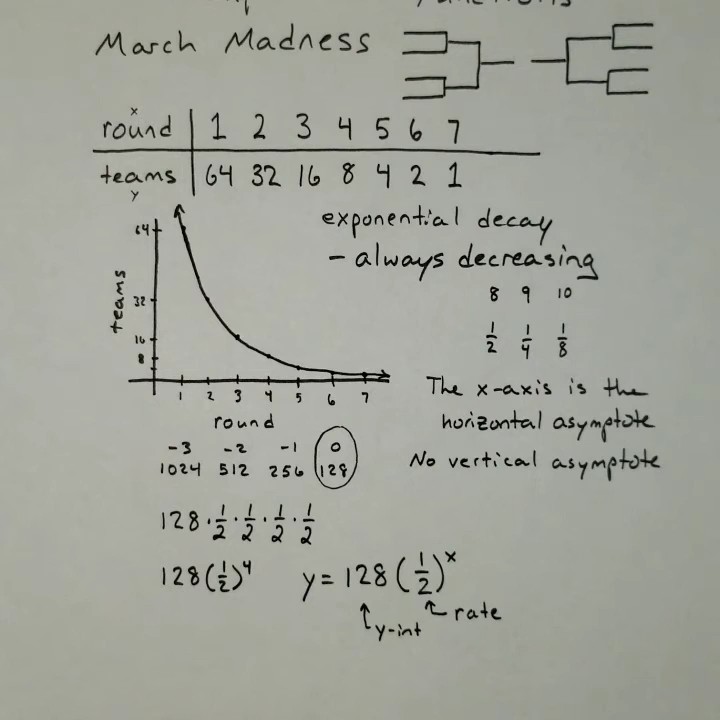 March Madness
x
round 1 2 3 4 5 6 7
teams 64 32 16 8 4 2 1
y
exponential decay
- always decreasing
8 9 10
1/2 1/4 1/8
64
32
16
8
teams
1 2 3 4 5 6 7
round
The x-axis is the
horizontal asymptote
No vertical asymptote
-3 -2 -1 0
1024 512 256 128
128 · 1/2 · 1/2 · 1/2 · 1/2
128(1/2)^4
y = 128(1/2)^x
y-int
rate